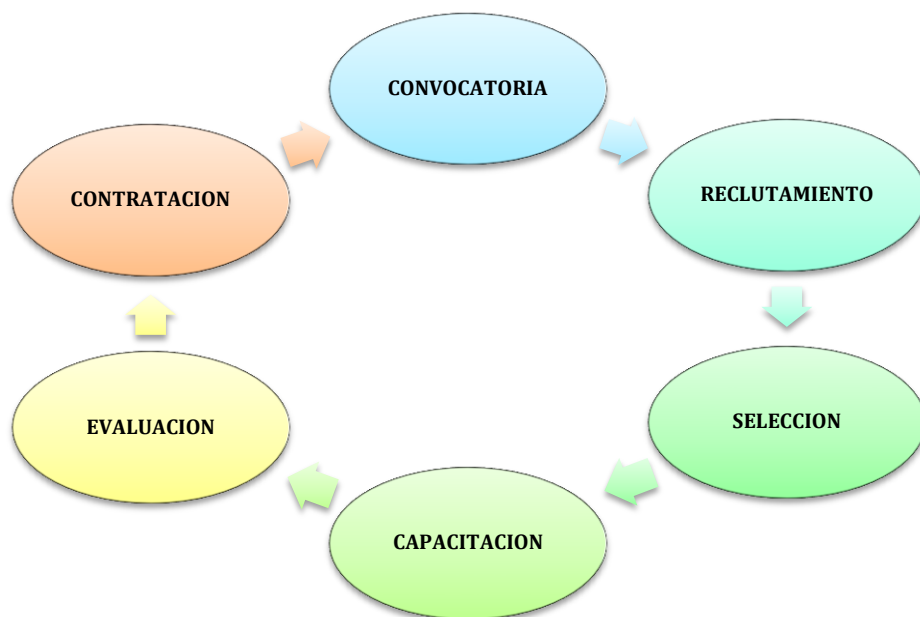 CONVOCATORIA
RECLUTAMIENTO
SELECCION
CAPACITACION
EVALUACION
CONTRATACION